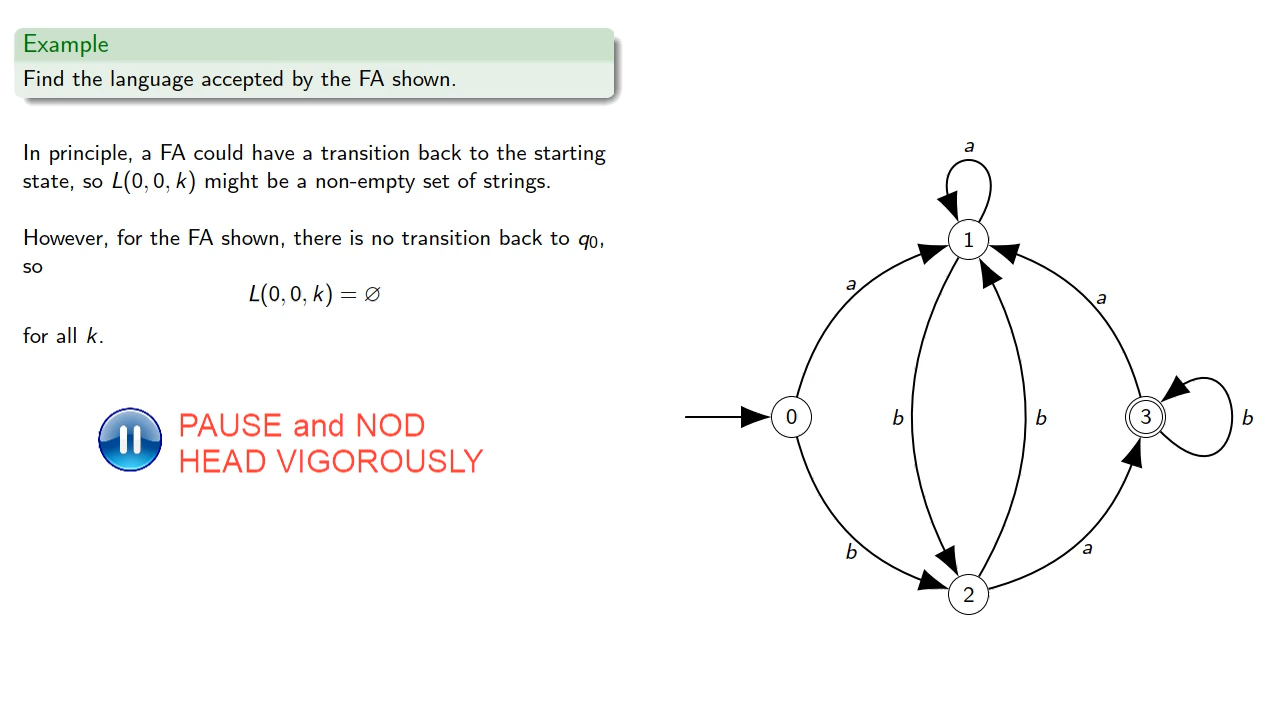 Example
Find the language accepted by the FA shown.
In principle, a FA could have a transition back to the starting
state, so L(0, 0, k) might be a non-empty set of strings.
However, for the FA shown, there is no transition back to q₀,
so
L(0, 0, k) = ∅
for all k.
PAUSE and NOD
HEAD VIGOROUSLY
a
1
a
a
0
b
b
3
b
b
a
2